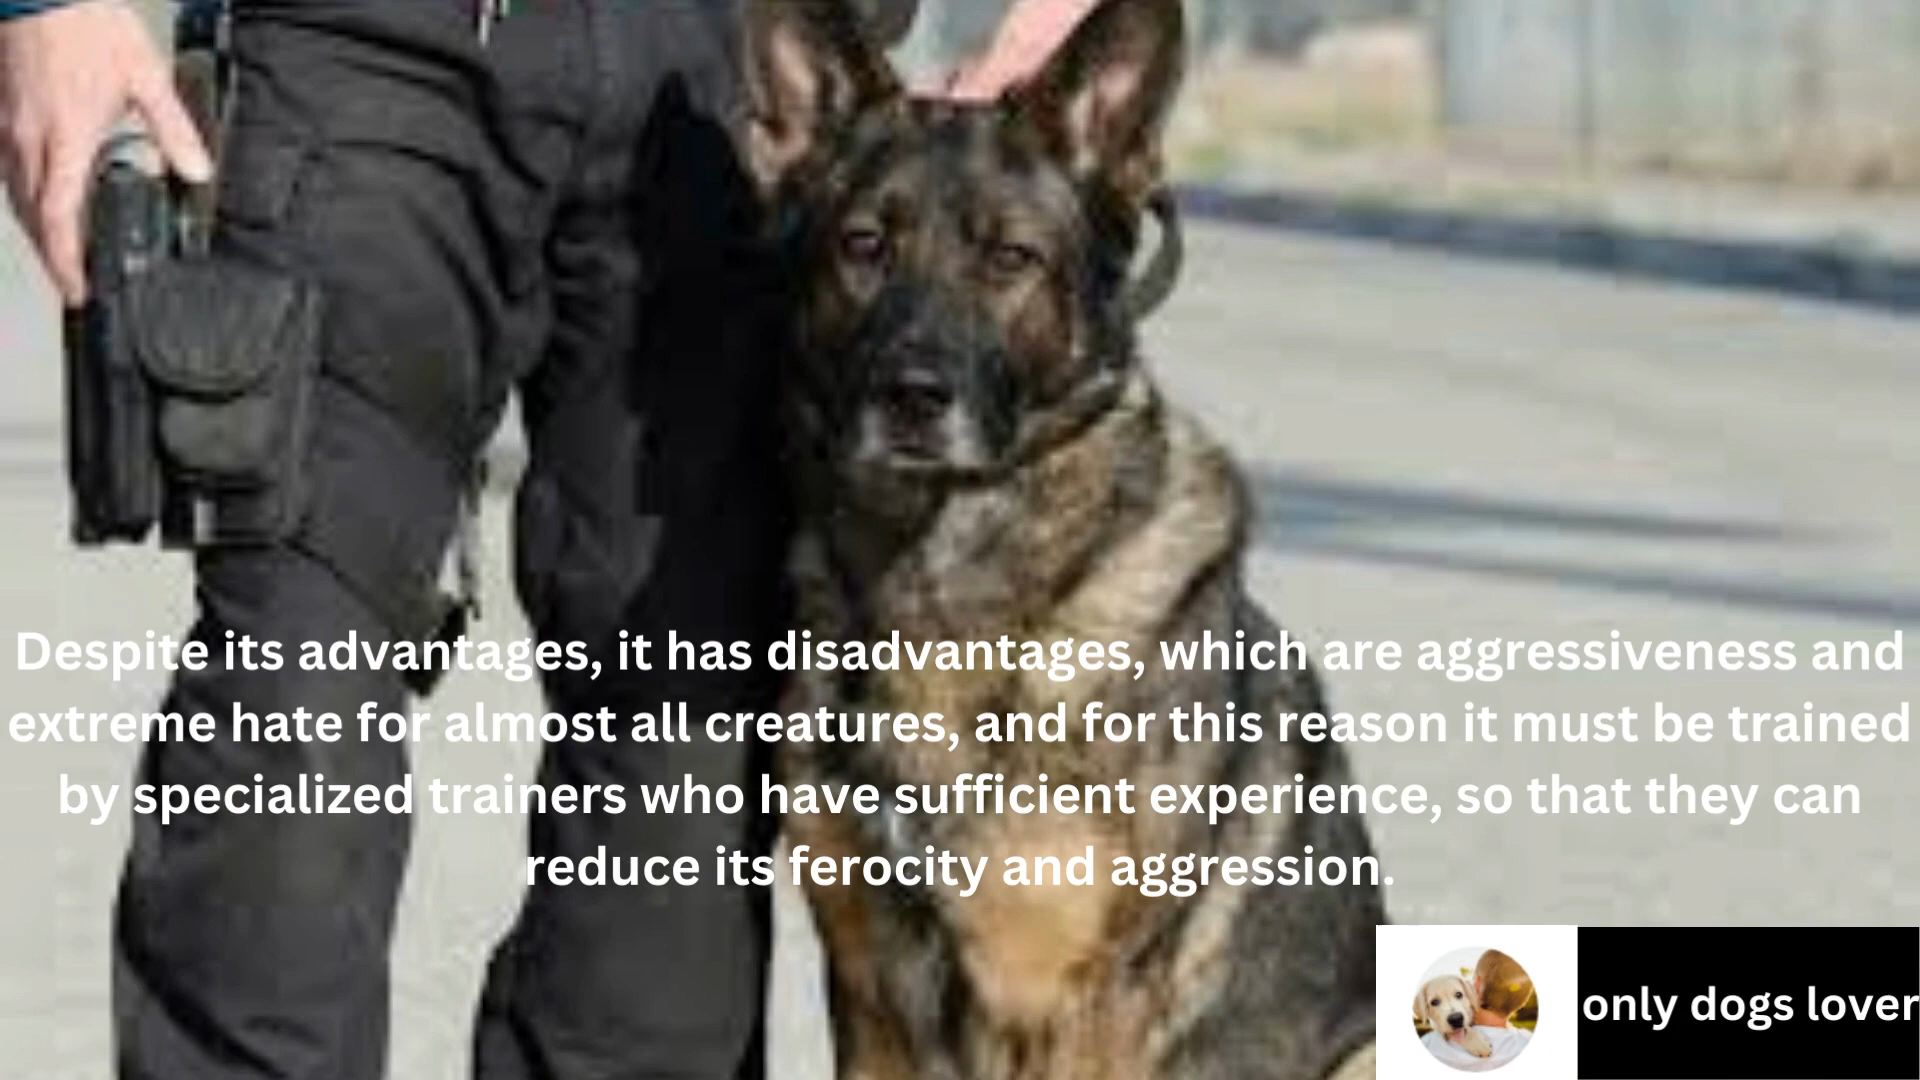 Despite its advantages, it has disadvantages, which are aggressiveness and
extreme hate for almost all creatures, and for this reason it must be trained
by specialized trainers who have sufficient experience, so that they can
reduce its ferocity and aggression.
only dogs lover